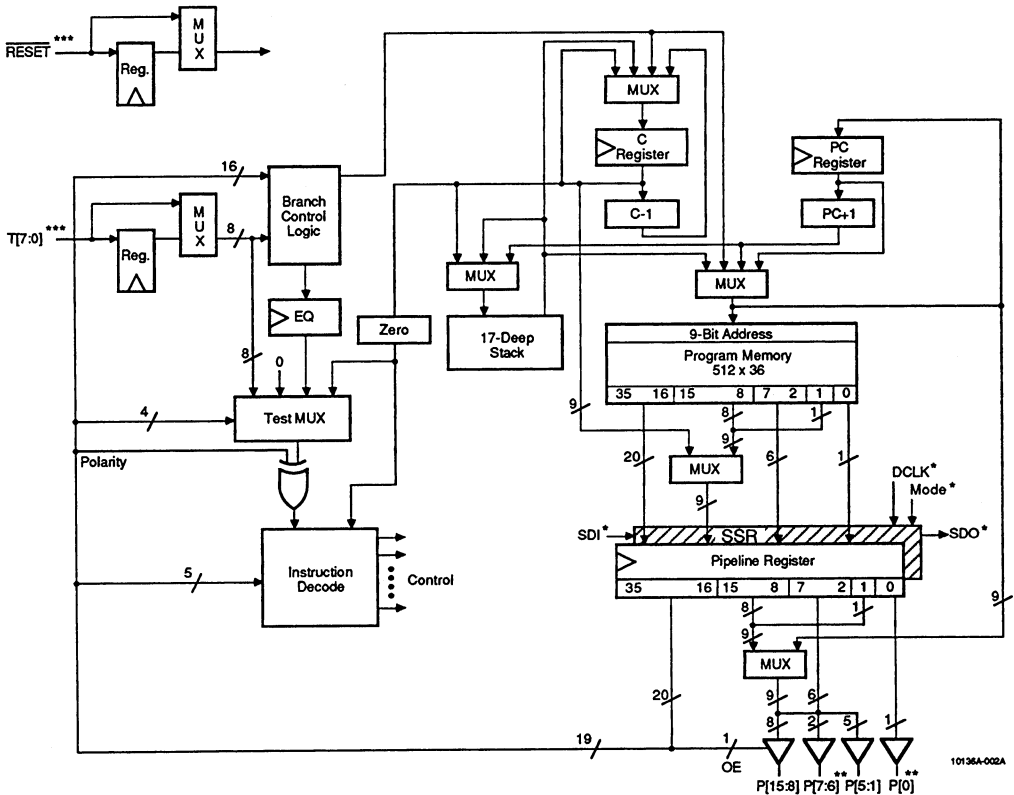 RESET***
Reg.
MUX
MUX
C
Register
PC
Register
16
Branch
Control
Logic
MUX
C-1
PC+1
T[7:0]***
Reg.
8
MUX
MUX
EQ
Zero
17-Deep
Stack
9-Bit Address
Program Memory
512 x 36
35 16 15 8 7 2 1 0
8
0
9
8
1
4
Test MUX
9
20
MUX
6
1
Polarity
9
DCLK*
Mode*
SDI*
SSR
SDO*
Instruction
Decode
Control
Pipeline Register
5
35 16 15 8 7 2 1 0
8
1
9
9
MUX
20
9
6
8
2
5
1
19
1
OE
10136A-002A
P[15:8] P[7:6]** P[5:1] P[0]**